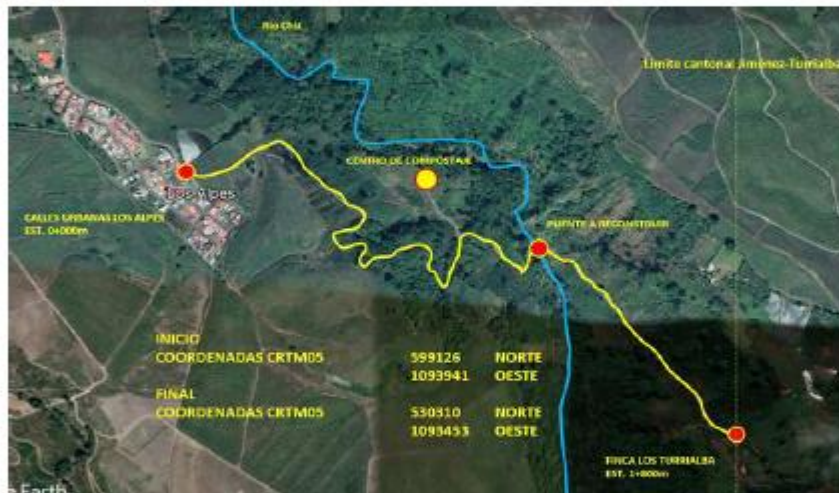 Río Chiz
Límite cantonal Jiménez-Turrialba
CENTRO DE COMPOSTAJE
Los Alpes
CALLES URBANAS LOS ALPES
EST. 0+000m
PUENTE A RECONSTRUIR
INICIO
COORDENADAS CRTM05 599126 NORTE
1093941 OESTE
FINAL
COORDENADAS CRTM05 530310 NORTE
1093453 OESTE
FINCA LOS TURRIALBA
EST. 1+800m
Earth